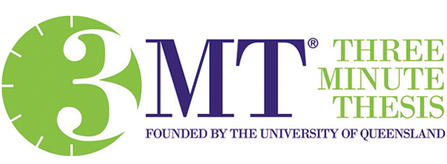 3MT® THREE
MINUTE
THESIS
FOUNDED BY THE UNIVERSITY OF QUEENSLAND